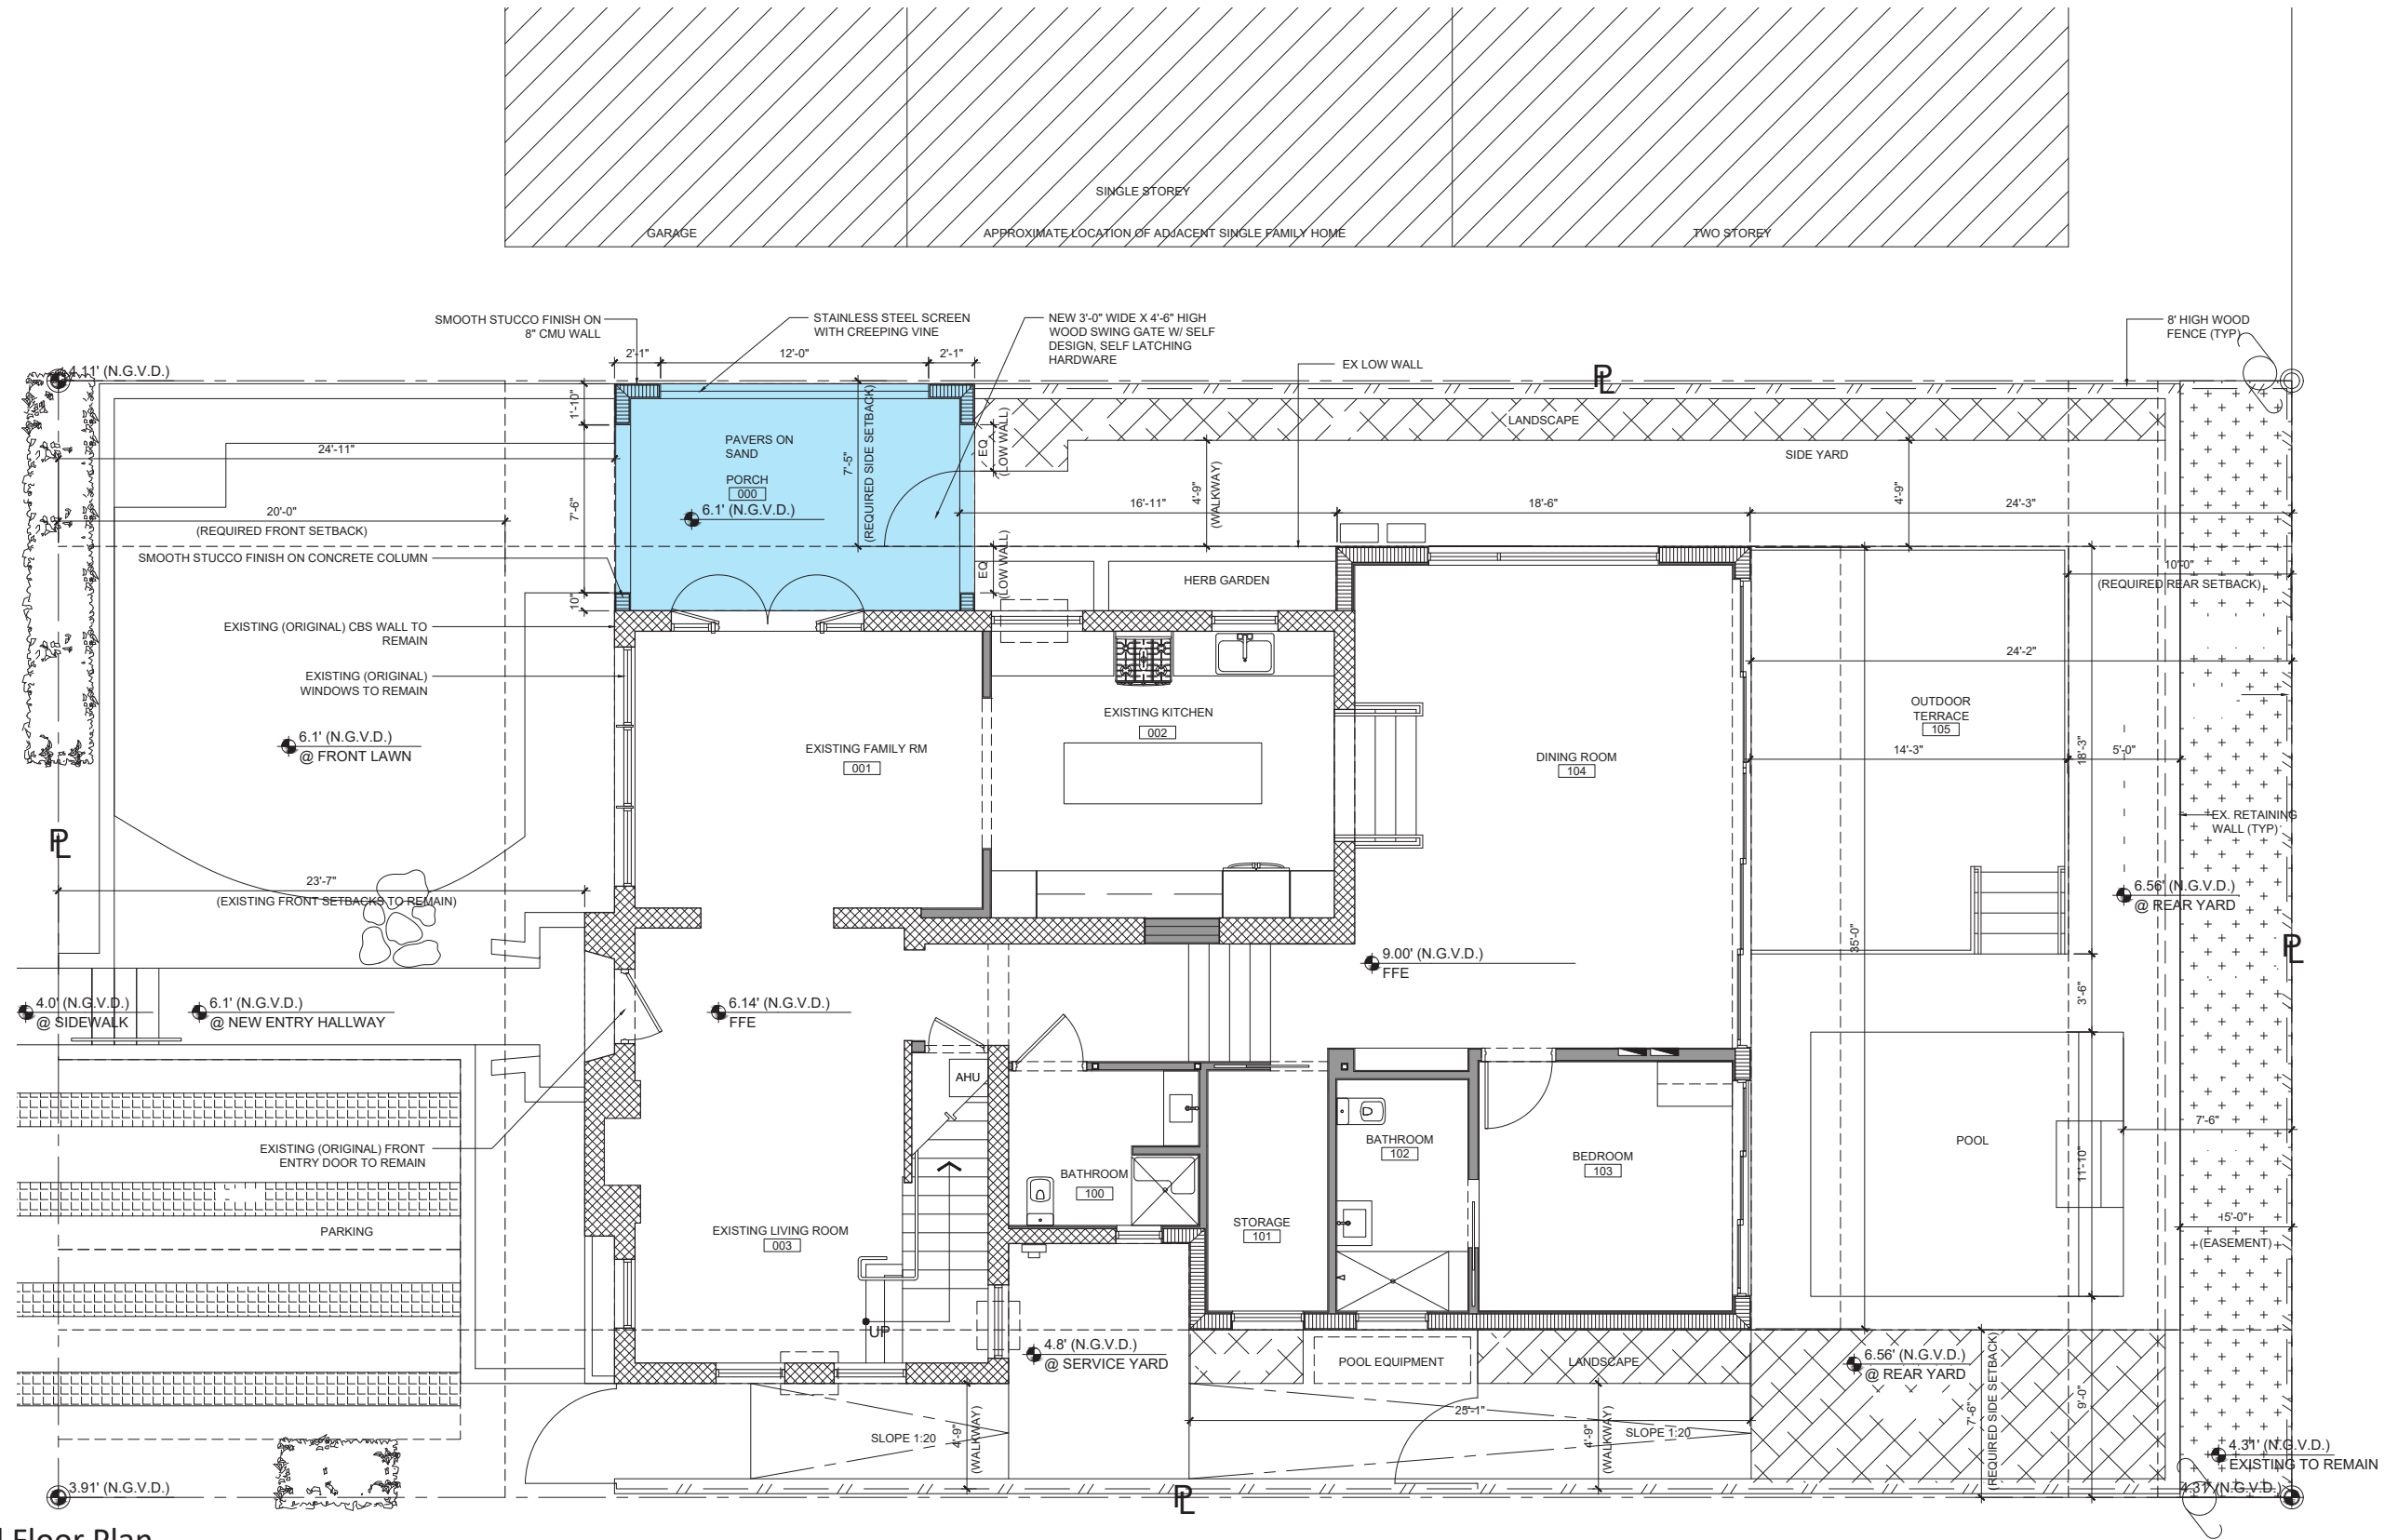 SINGLE STOREY
GARAGE
APPROXIMATE LOCATION OF ADJACENT SINGLE FAMILY HOME
TWO STOREY
SMOOTH STUCCO FINISH ON
8" CMU WALL
STAINLESS STEEL SCREEN
WITH CREEPING VINE
NEW 3'-0" WIDE X 4'-6" HIGH
WOOD SWING GATE W/ SELF
DESIGN, SELF LATCHING
HARDWARE
EX LOW WALL
8' HIGH WOOD
FENCE (TYP)
2'-1"
12'-0"
2'-1"
4.11' (N.G.V.D.)
PL
1'-10"
7'-6"
10"
PAVERS ON
SAND
PORCH
000
6.1' (N.G.V.D.)
7'-5"
(REQUIRED SIDE SETBACK)
EQ
(LOW WALL)
EQ
(LOW WALL)
LANDSCAPE
SIDE YARD
24'-11"
20'-0"
(REQUIRED FRONT SETBACK)
16'-11"
4'-9"
(WALKWAY)
18'-6"
4'-9"
24'-3"
SMOOTH STUCCO FINISH ON CONCRETE COLUMN
HERB GARDEN
10'-0"
(REQUIRED REAR SETBACK)
EXISTING (ORIGINAL) CBS WALL TO
REMAIN
EXISTING (ORIGINAL)
WINDOWS TO REMAIN
24'-2"
6.1' (N.G.V.D.)
@ FRONT LAWN
EXISTING FAMILY RM
001
EXISTING KITCHEN
002
DINING ROOM
104
OUTDOOR
TERRACE
105
14'-3"
18'-3"
5'-0"
EX. RETAINING
WALL (TYP)
PL
23'-7"
(EXISTING FRONT SETBACKS TO REMAIN)
6.56' (N.G.V.D.)
@ REAR YARD
35'-0"
PL
9.00' (N.G.V.D.)
FFE
3'-6"
4.0' (N.G.V.D.)
@ SIDEWALK
6.1' (N.G.V.D.)
@ NEW ENTRY HALLWAY
6.14' (N.G.V.D.)
FFE
AHU
EXISTING (ORIGINAL) FRONT
ENTRY DOOR TO REMAIN
BATHROOM
100
BATHROOM
102
BEDROOM
103
POOL
7'-6"
11'-10"
PARKING
EXISTING LIVING ROOM
003
STORAGE
101
5'-0"
(EASEMENT)
UP
4.8' (N.G.V.D.)
@ SERVICE YARD
POOL EQUIPMENT
LANDSCAPE
6.56' (N.G.V.D.)
@ REAR YARD
25'-1"
SLOPE 1:20
4'-9"
(WALKWAY)
4'-9"
(WALKWAY)
SLOPE 1:20
7'-6"
(REQUIRED SIDE SETBACK)
9'-0"
4.31' (N.G.V.D.)
EXISTING TO REMAIN
3.91' (N.G.V.D.)
PL
4.31' (N.G.V.D.)
Floor Plan